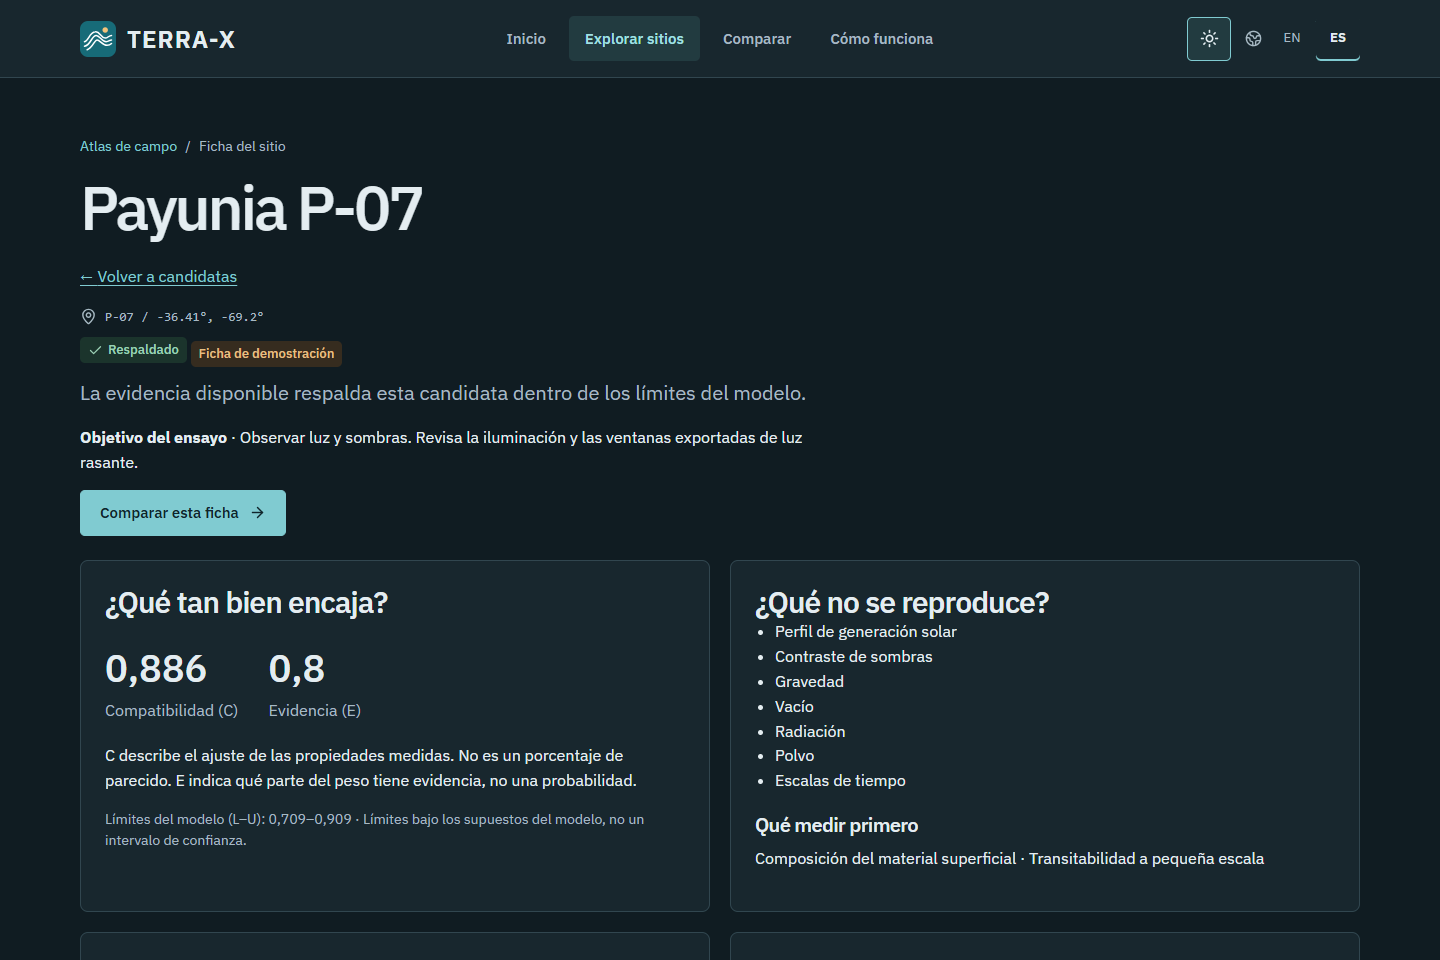 TERRA-X
Inicio
Explorar sitios
Comparar
Cómo funciona
EN
ES
Atlas de campo / Ficha del sitio
Payunia P-07
← Volver a candidatas
P-07 / -36.41°, -69.2°
Respaldado
Ficha de demostración
La evidencia disponible respalda esta candidata dentro de los límites del modelo.
Objetivo del ensayo · Observar luz y sombras. Revisa la iluminación y las ventanas exportadas de luz
rasante.
Comparar esta ficha →
¿Qué tan bien encaja?
0,886
Compatibilidad (C)
0,8
Evidencia (E)
C describe el ajuste de las propiedades medidas. No es un porcentaje de
parecido. E indica qué parte del peso tiene evidencia, no una probabilidad.
Límites del modelo (L–U): 0,709–0,909 · Límites bajo los supuestos del modelo, no un
intervalo de confianza.
¿Qué no se reproduce?
• Perfil de generación solar
• Contraste de sombras
• Gravedad
• Vacío
• Radiación
• Polvo
• Escalas de tiempo
Qué medir primero
Composición del material superficial · Transitabilidad a pequeña escala